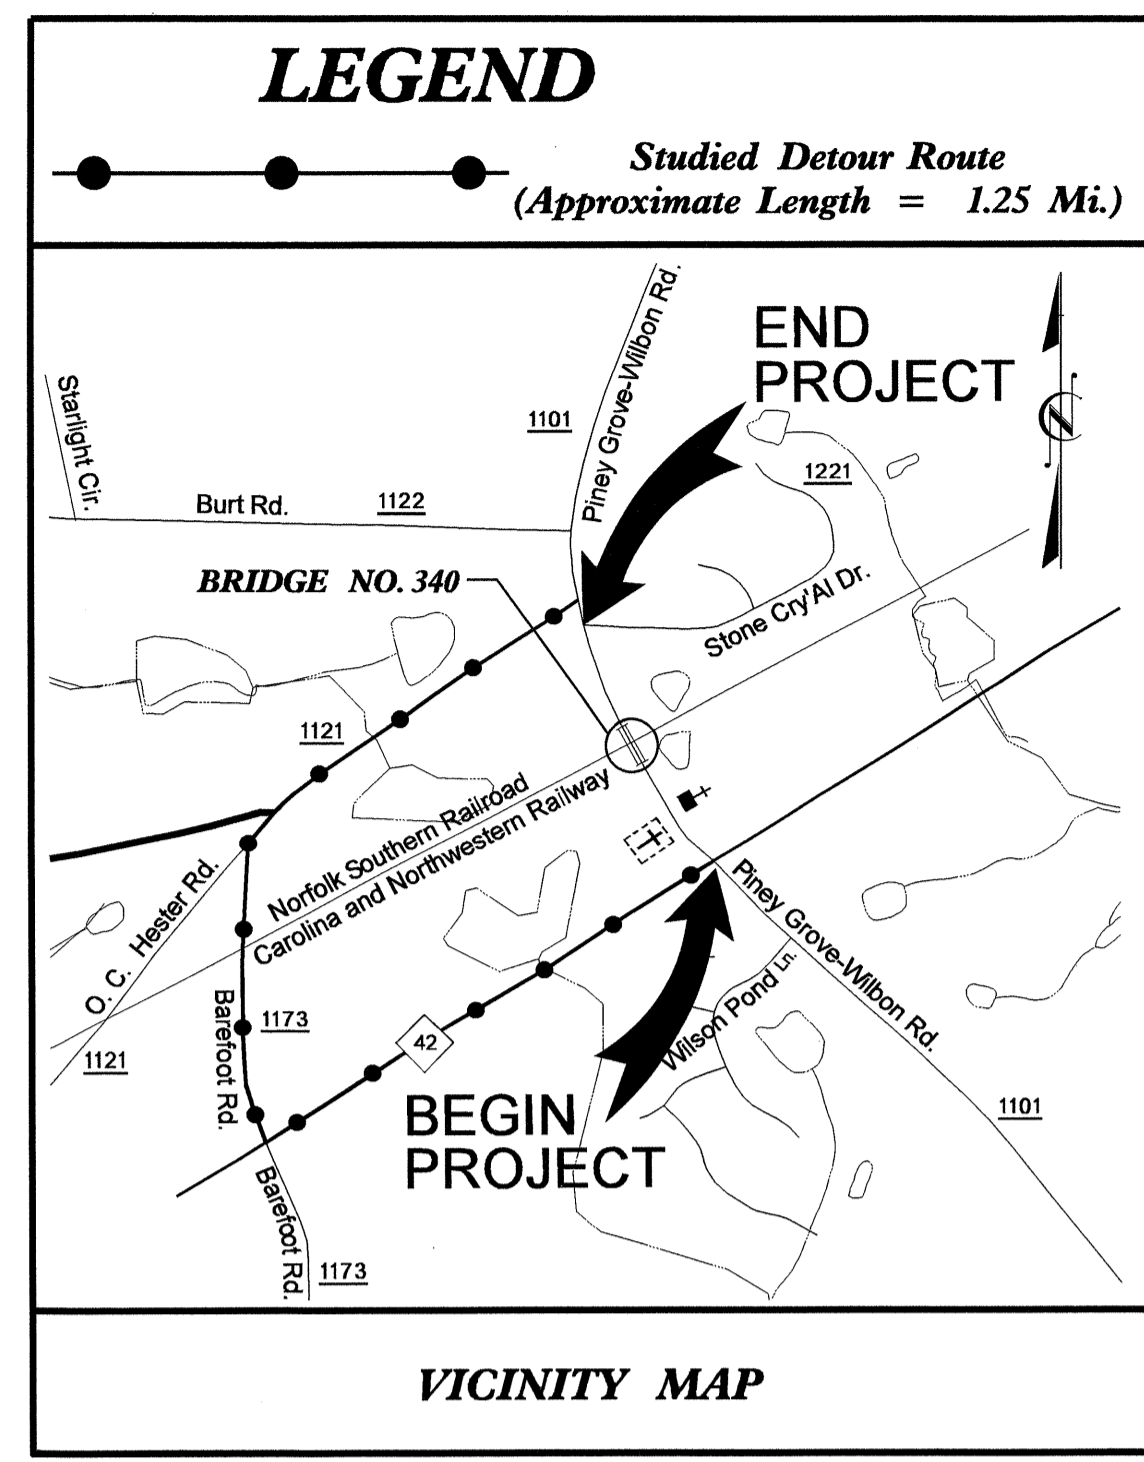 LEGEND
Studied Detour Route
(Approximate Length = 1.25 Mi.)
END
PROJECT
Piney Grove-Wilbon Rd.
1101
Starlight Cir.
Burt Rd.
1122
1221
N
BRIDGE NO. 340
Stone Cry'Al Dr.
1121
Norfolk Southern Railroad
Carolina and Northwestern Railway
O. C. Hester Rd.
1121
Barefoot Rd.
1173
42
Piney Grove-Wilbon Rd.
Wilson Pond Ln.
1101
BEGIN
PROJECT
Barefoot Rd.
1173
VICINITY MAP